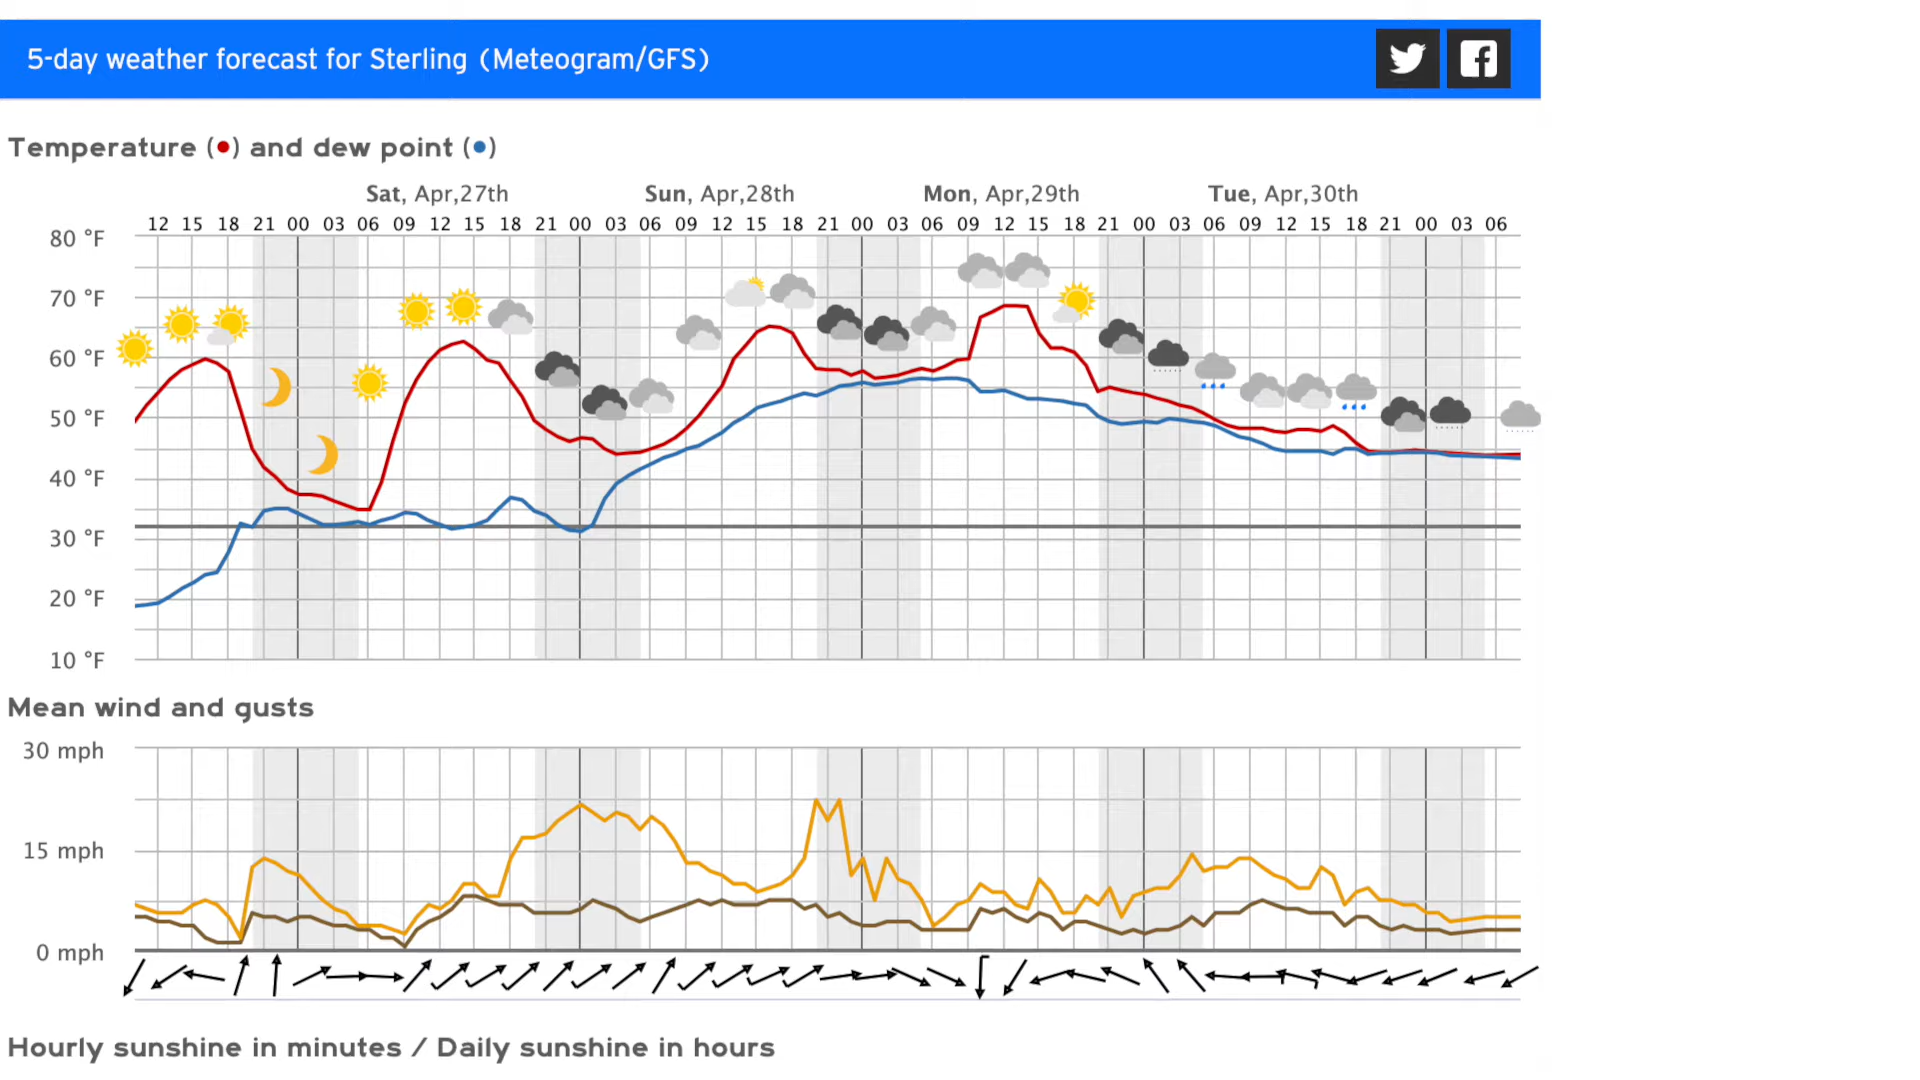 5-day weather forecast for Sterling (Meteogram/GFS)
Temperature (●) and dew point (●)
Sat, Apr,27th Sun, Apr,28th Mon, Apr,29th Tue, Apr,30th
12 15 18 21 00 03 06 09 12 15 18 21 00 03 06 09 12 15 18 21 00 03 06 09 12 15 18 21 00 03 06 09 12 15 18 21 00 03 06
80 °F
70 °F
60 °F
50 °F
40 °F
30 °F
20 °F
10 °F
Mean wind and gusts
30 mph
15 mph
0 mph
Hourly sunshine in minutes / Daily sunshine in hours